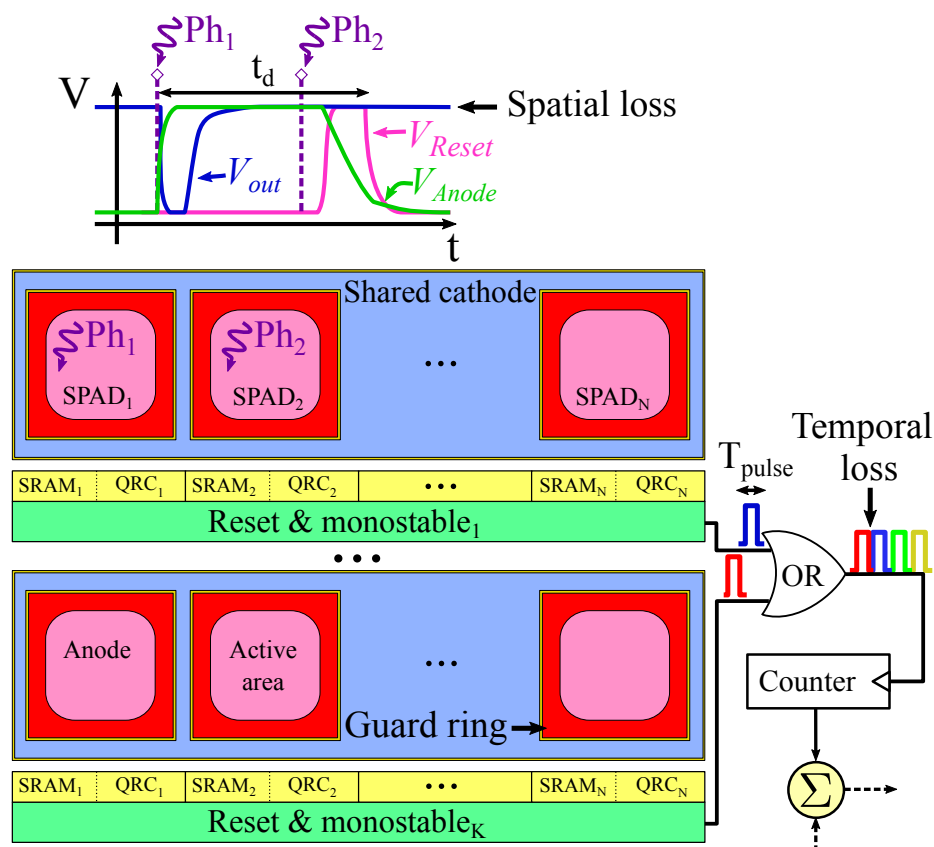 Ph1
Ph2
V
td
Spatial loss
VReset
Vout
VAnode
t
Shared cathode
Ph1
Ph2
...
SPAD1
SPAD2
SPADN
Temporal
loss
Tpulse
SRAM1 QRC1 SRAM2 QRC2 ... SRAMN QRCN
Reset & monostable1
...
OR
Anode
Active
area
...
Guard ring
Counter
SRAM1 QRC1 SRAM2 QRC2 ... SRAMN QRCN
Σ
Reset & monostableK